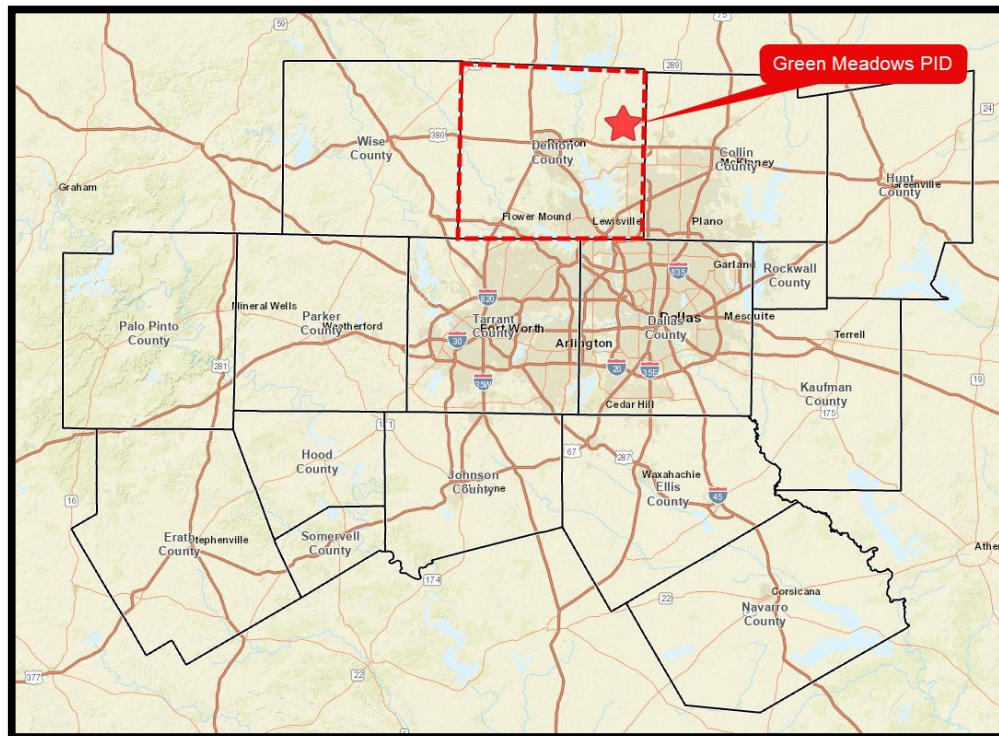 59
75
289
Green Meadows PID
24
Wise
County
380
Denton
County
Collin
County
McKinney
Hunt
County
Greenville
Graham
Flower Mound
Lewisville
Plano
635
Garland
Rockwall
County
820
Mineral Wells
Palo Pinto
County
Parker
County
Weatherford
Tarrant
County
Fort Worth
30
Dallas
Dallas
County
Mesquite
Arlington
Terrell
281
20
35E
35W
19
Kaufman
County
175
Cedar Hill
171
67
287
Hood
County
Johnson
County
Waxahachie
Ellis
County
45
16
Erath
County
Stephenville
Somervell
County
174
22
Corsicana
Navarro
County
377
22